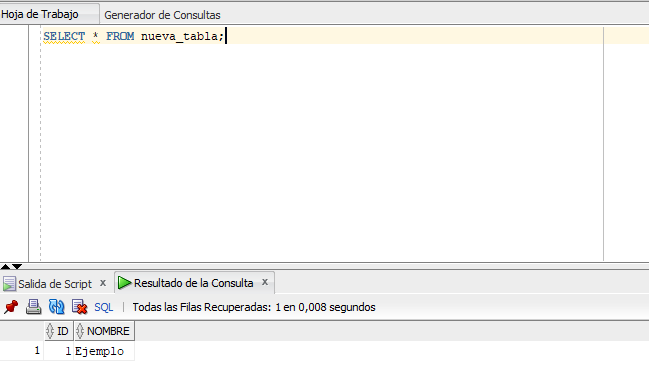 Hoja de Trabajo Generador de Consultas
SELECT * FROM nueva_tabla;
Salida de Script x Resultado de la Consulta x
SQL | Todas las Filas Recuperadas: 1 en 0,008 segundos
ID NOMBRE
1 1 Ejemplo